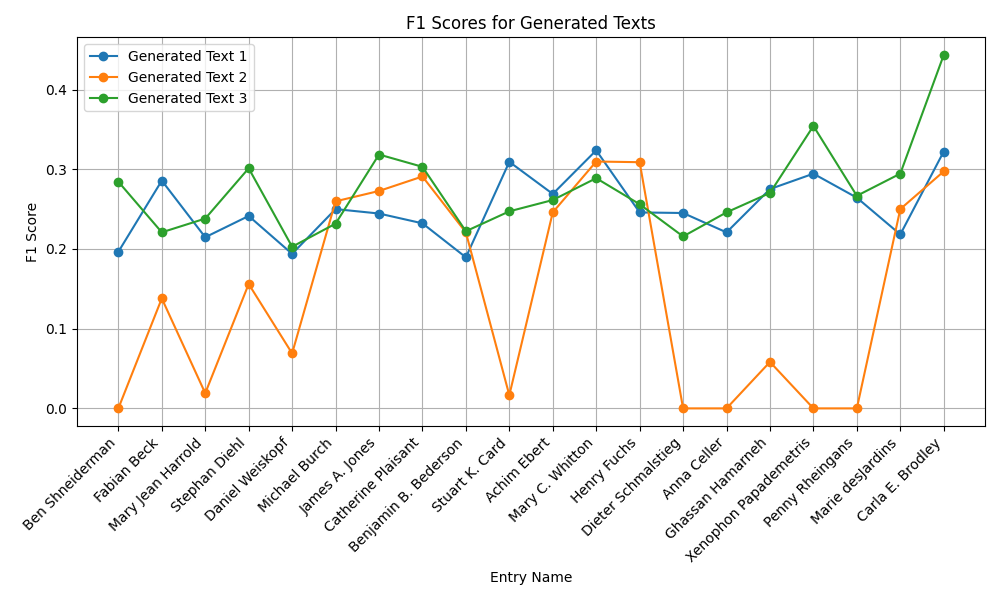 F1 Scores for Generated Texts
Generated Text 1
Generated Text 2
Generated Text 3
F1 Score
0.4
0.3
0.2
0.1
0.0
Ben Shneiderman
Fabian Beck
Mary Jean Harrold
Stephan Diehl
Daniel Weiskopf
Michael Burch
James A. Jones
Catherine Plaisant
Benjamin B. Bederson
Stuart K. Card
Achim Ebert
Mary C. Whitton
Henry Fuchs
Dieter Schmalstieg
Anna Celler
Ghassan Hamarneh
Xenophon Papademetris
Penny Rheingans
Marie desJardins
Carla E. Brodley
Entry Name